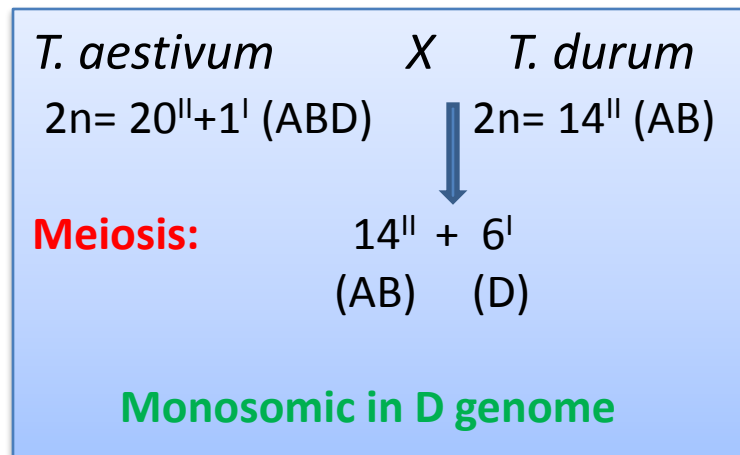 T. aestivum X T. durum
2n= 20ᴵᴵ+1ᴵ (ABD) 2n= 14ᴵᴵ (AB)
Meiosis: 14ᴵᴵ + 6ᴵ
(AB) (D)
Monosomic in D genome